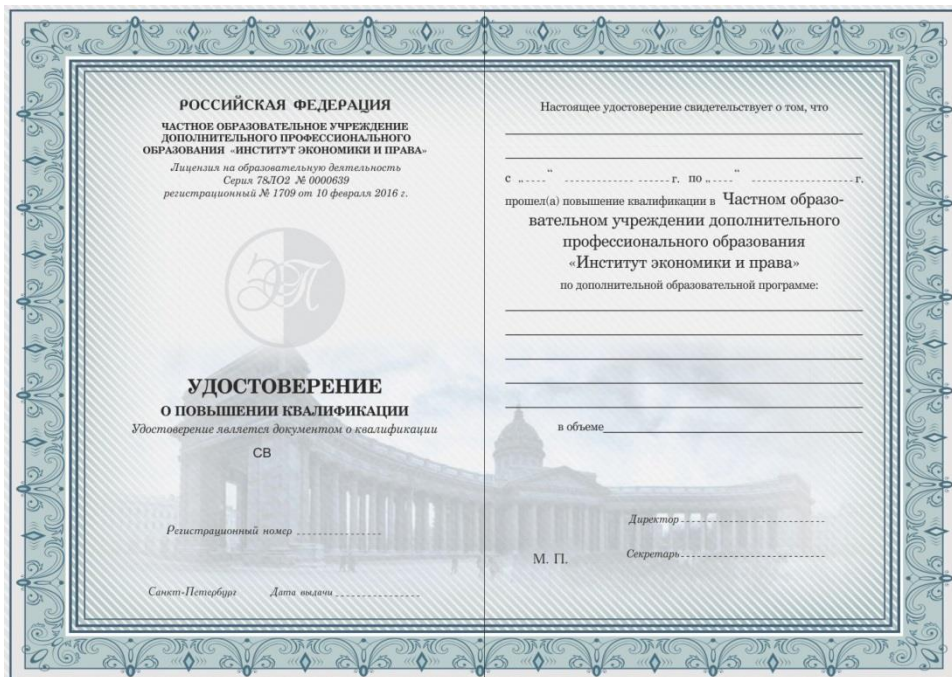 РОССИЙСКАЯ ФЕДЕРАЦИЯ
ЧАСТНОЕ ОБРАЗОВАТЕЛЬНОЕ УЧРЕЖДЕНИЕ
ДОПОЛНИТЕЛЬНОГО ПРОФЕССИОНАЛЬНОГО
ОБРАЗОВАНИЯ «ИНСТИТУТ ЭКОНОМИКИ И ПРАВА»
Лицензия на образовательную деятельность
Серия 78ЛО2 № 0000639
регистрационный № 1709 от 10 февраля 2016 г.
ЭП
УДОСТОВЕРЕНИЕ
О ПОВЫШЕНИИ КВАЛИФИКАЦИИ
Удостоверение является документом о квалификации
СВ
Регистрационный номер
Санкт-Петербург Дата выдачи
Настоящее удостоверение свидетельствует о том, что
с „ “ г. по „ “ г.
прошел(а) повышение квалификации в Частном образо-
вательном учреждении дополнительного
профессионального образования
«Институт экономики и права»
по дополнительной образовательной программе:
в объеме
Директор
М. П. Секретарь